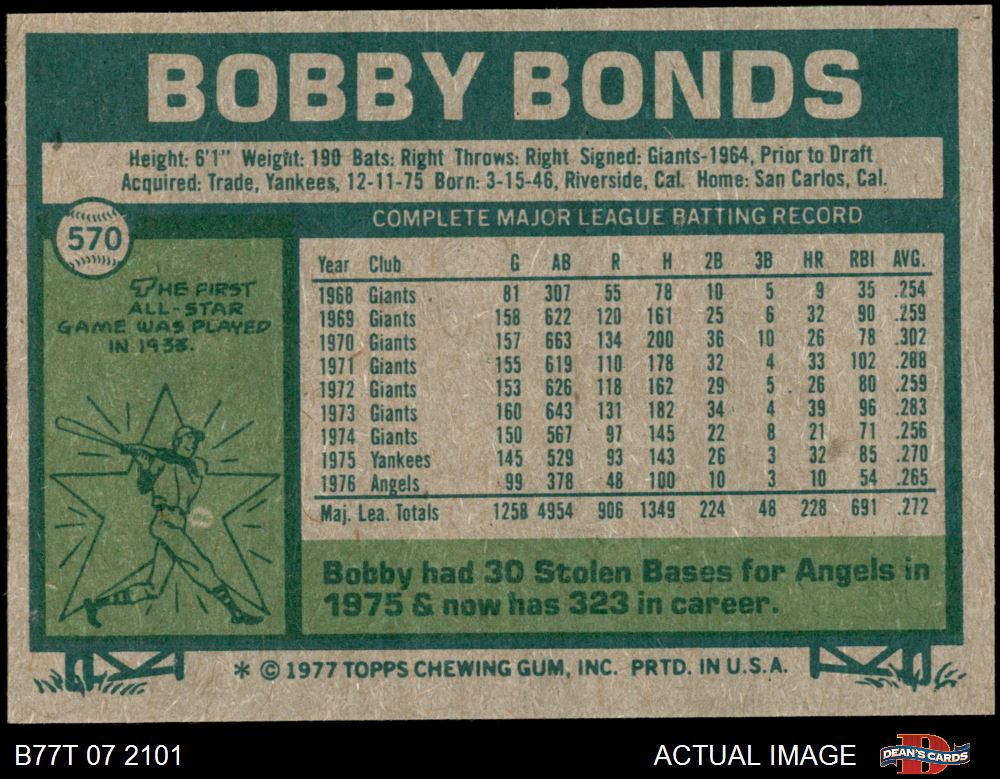 BOBBY BONDS
Height: 6'1" Weight: 190 Bats: Right Throws: Right Signed: Giants-1964, Prior to Draft
Acquired: Trade, Yankees, 12-11-75 Born: 3-15-46, Riverside, Cal. Home: San Carlos, Cal.
570
COMPLETE MAJOR LEAGUE BATTING RECORD
THE FIRST
ALL-STAR
GAME WAS PLAYED
IN 1933.
Year Club G AB R H 2B 3B HR RBI AVG.
1968 Giants 81 307 55 78 10 5 9 35 .254
1969 Giants 158 622 120 161 25 6 32 90 .259
1970 Giants 157 663 134 200 36 10 26 78 .302
1971 Giants 155 619 110 178 32 4 33 102 .288
1972 Giants 153 626 118 162 29 5 26 80 .259
1973 Giants 160 643 131 182 34 4 39 96 .283
1974 Giants 150 567 97 145 22 8 21 71 .256
1975 Yankees 145 529 93 143 26 3 32 85 .270
1976 Angels 99 378 48 100 10 3 10 54 .265
Maj. Lea. Totals 1258 4954 906 1349 224 48 228 691 .272
Bobby had 30 Stolen Bases for Angels in
1975 & now has 323 in career.
* © 1977 TOPPS CHEWING GUM, INC. PRTD. IN U.S.A.
B77T 07 2101 ACTUAL IMAGE DEAN'S CARDS